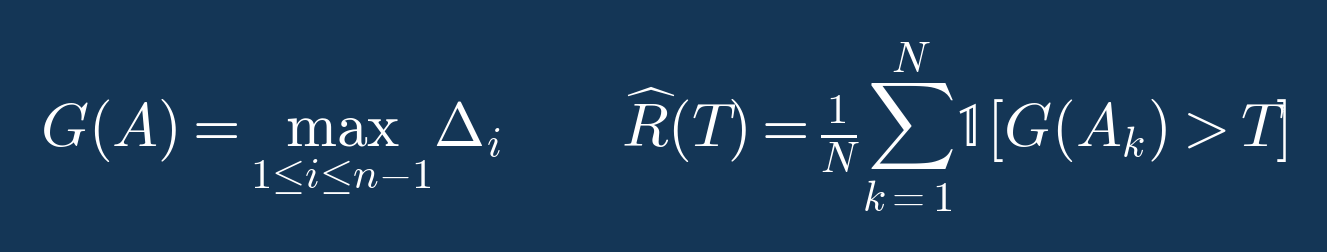 G(A) = max_{1≤i≤n−1} Δ_i    R̂(T) = 1/N ∑_{k=1}^{N} 𝟙[G(A_k) > T]